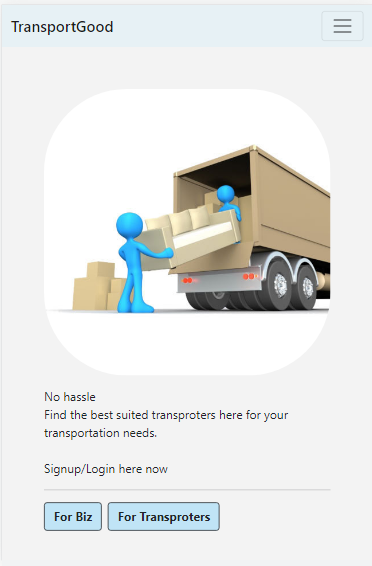 TransportGood
No hassle
Find the best suited transproters here for your
transportation needs.
Signup/Login here now
For Biz
For Transproters